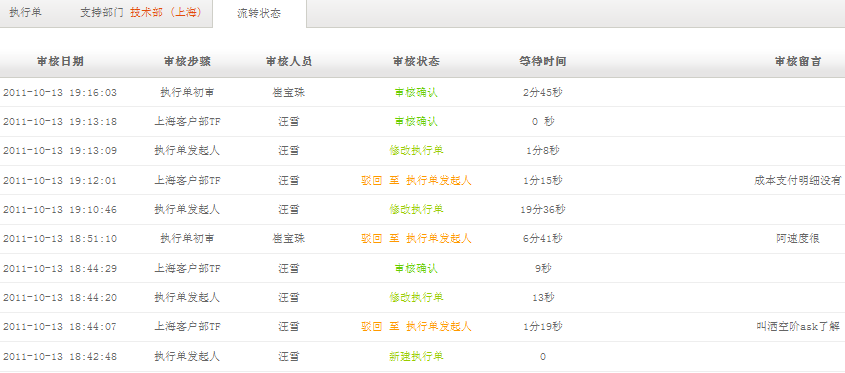 执行单 支持部门 技术部 (上海) 流转状态
审核日期 审核步骤 审核人员 审核状态 等待时间 审核留言
2011-10-13 19:16:03 执行单初审 崔宝珠 审核确认 2分45秒
2011-10-13 19:13:18 上海客户部TF 汪雪 审核确认 0 秒
2011-10-13 19:13:09 执行单发起人 汪雪 修改执行单 1分8秒
2011-10-13 19:12:01 上海客户部TF 汪雪 驳回 至 执行单发起人 1分15秒 成本支付明细没有
2011-10-13 19:10:46 执行单发起人 汪雪 修改执行单 19分36秒
2011-10-13 18:51:10 执行单初审 崔宝珠 驳回 至 执行单发起人 6分41秒 阿速度很
2011-10-13 18:44:29 上海客户部TF 汪雪 审核确认 9秒
2011-10-13 18:44:20 执行单发起人 汪雪 修改执行单 13秒
2011-10-13 18:44:07 上海客户部TF 汪雪 驳回 至 执行单发起人 1分19秒 叫洒空阶ask了解
2011-10-13 18:42:48 执行单发起人 汪雪 新建执行单 0